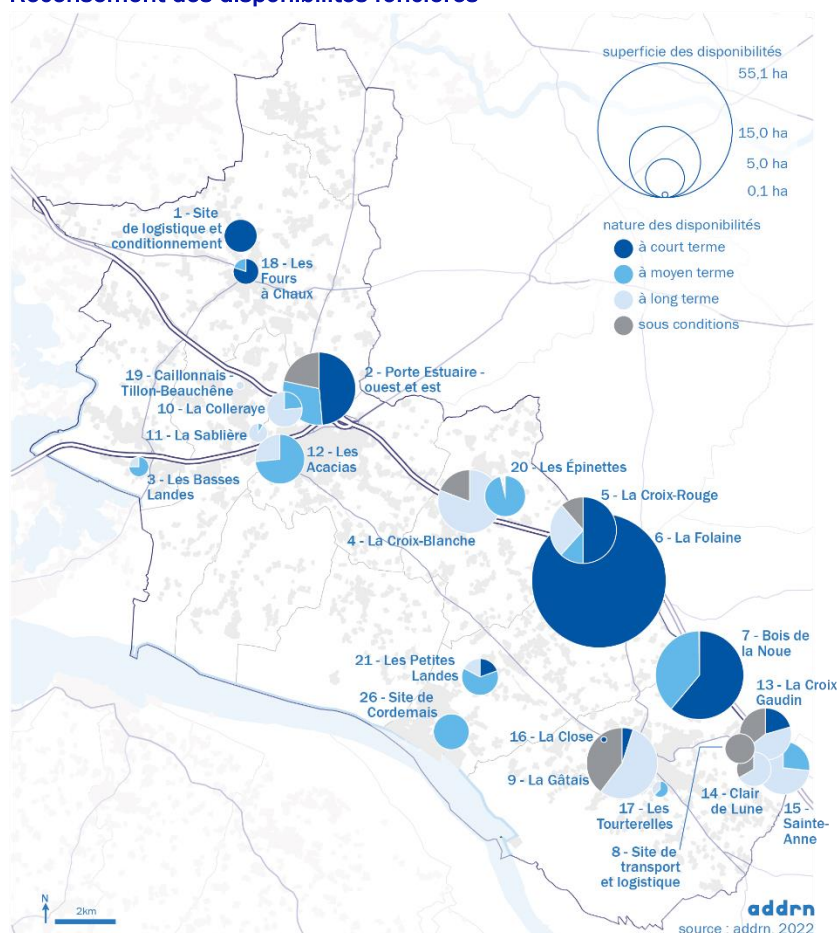 Recensement des disponibilités foncières
superficie des disponibilités
55,1 ha
15,0 ha
5,0 ha
0,1 ha
nature des disponibilités
à court terme
à moyen terme
à long terme
sous conditions
1 - Site
de logistique et
conditionnement
18 - Les
Fours
à Chaux
19 - Caillonnais -
Tillon-Beauchêne
10 - La Colleraye
11 - La Sablière
2 - Porte Estuaire -
ouest et est
3 - Les Basses
Landes
12 - Les
Acacias
20 - Les Épinettes
4 - La Croix-Blanche
5 - La Croix-Rouge
6 - La Folaine
7 - Bois de
la Noue
13 - La Croix
Gaudin
21 - Les Petites
Landes
26 - Site de
Cordemais
16 - La Close
9 - La Gâtais
17 - Les
Tourterelles
14 - Clair
de Lune
15 -
Sainte-
Anne
8 - Site de
transport
et logistique
N
2km
addrn
source : addrn, 2022